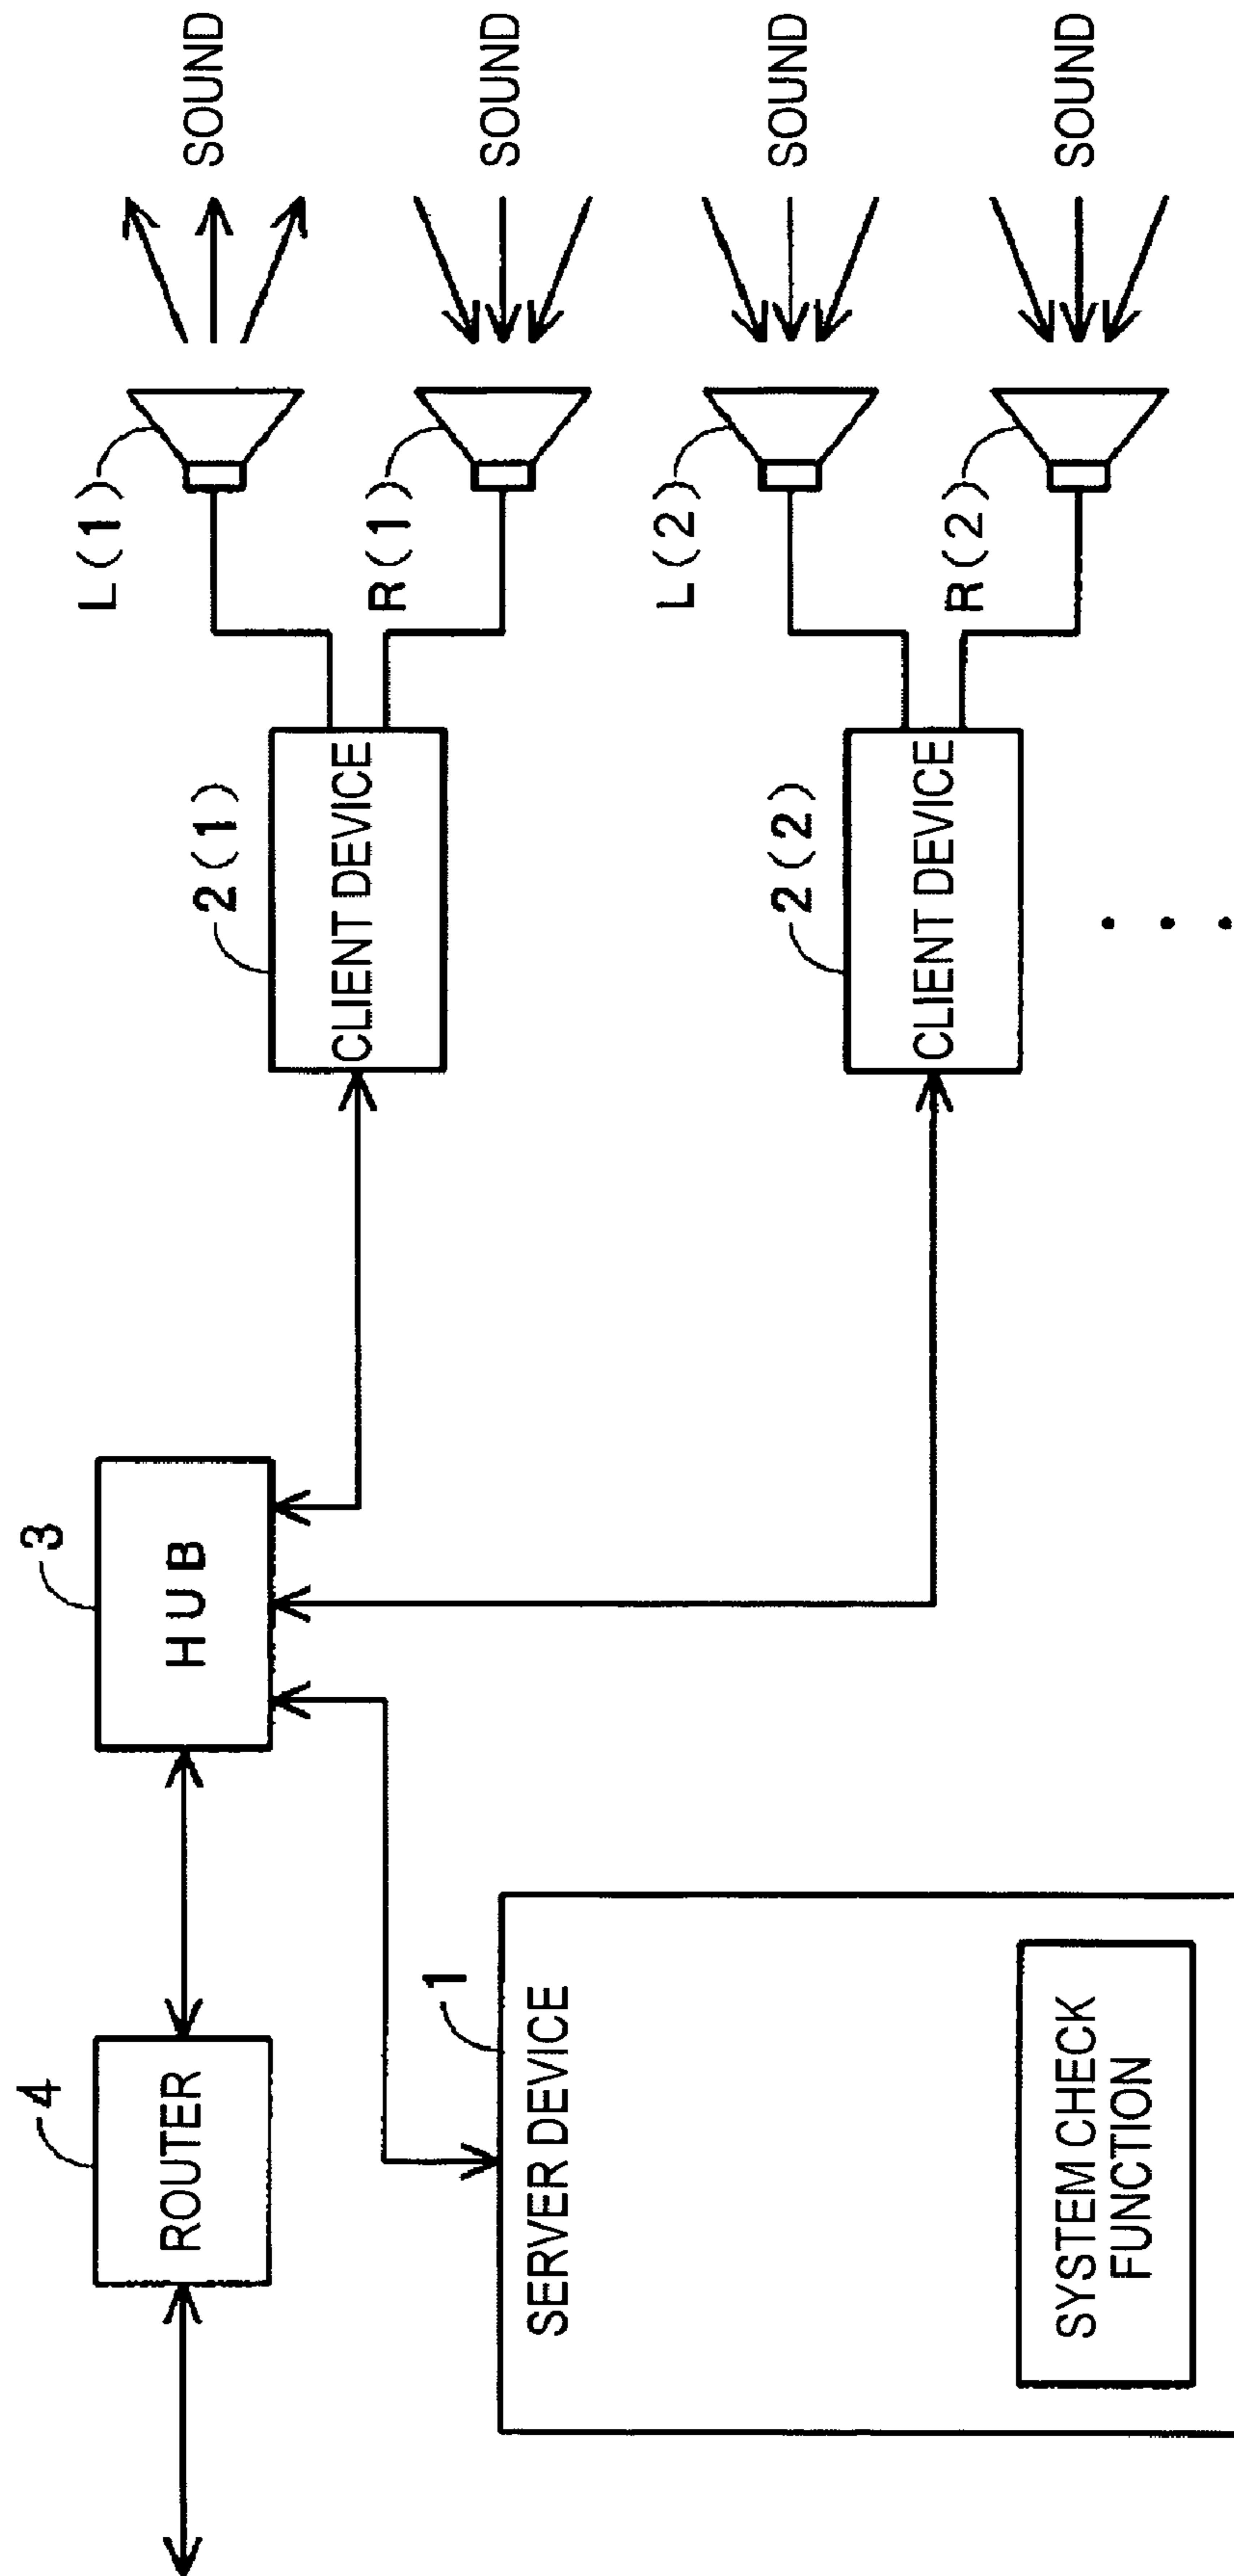 4
ROUTER
3
HUB
1
SERVER DEVICE
SYSTEM CHECK
FUNCTION
2(1)
CLIENT DEVICE
2(2)
CLIENT DEVICE
L(1)
SOUND
R(1)
SOUND
L(2)
SOUND
R(2)
SOUND